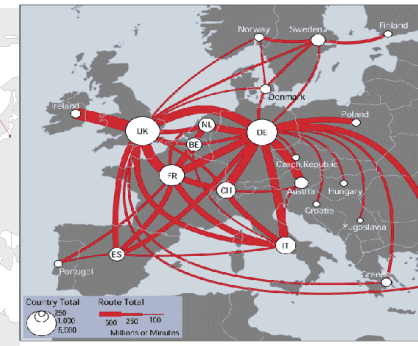 Norway
Sweden
Finland
Denmark
Ireland
UK
NL
DE
Poland
BE
Czech Republic
FR
CH
Austria
Hungary
Croatie
Yugoslavia
IT
ES
Portugal
Greece
Country Total
250
1,000
5,000
Route Total
500 250 100
Millions of Minutes